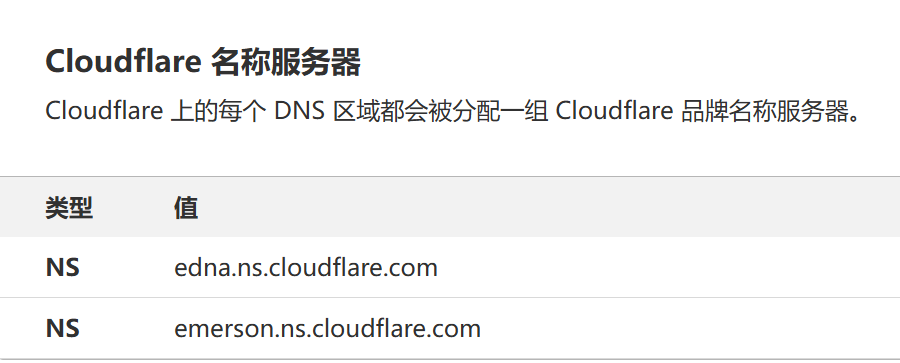 Cloudflare 名称服务器
Cloudflare 上的每个 DNS 区域都会被分配一组 Cloudflare 品牌名称服务器。
类型 值
NS edna.ns.cloudflare.com
NS emerson.ns.cloudflare.com